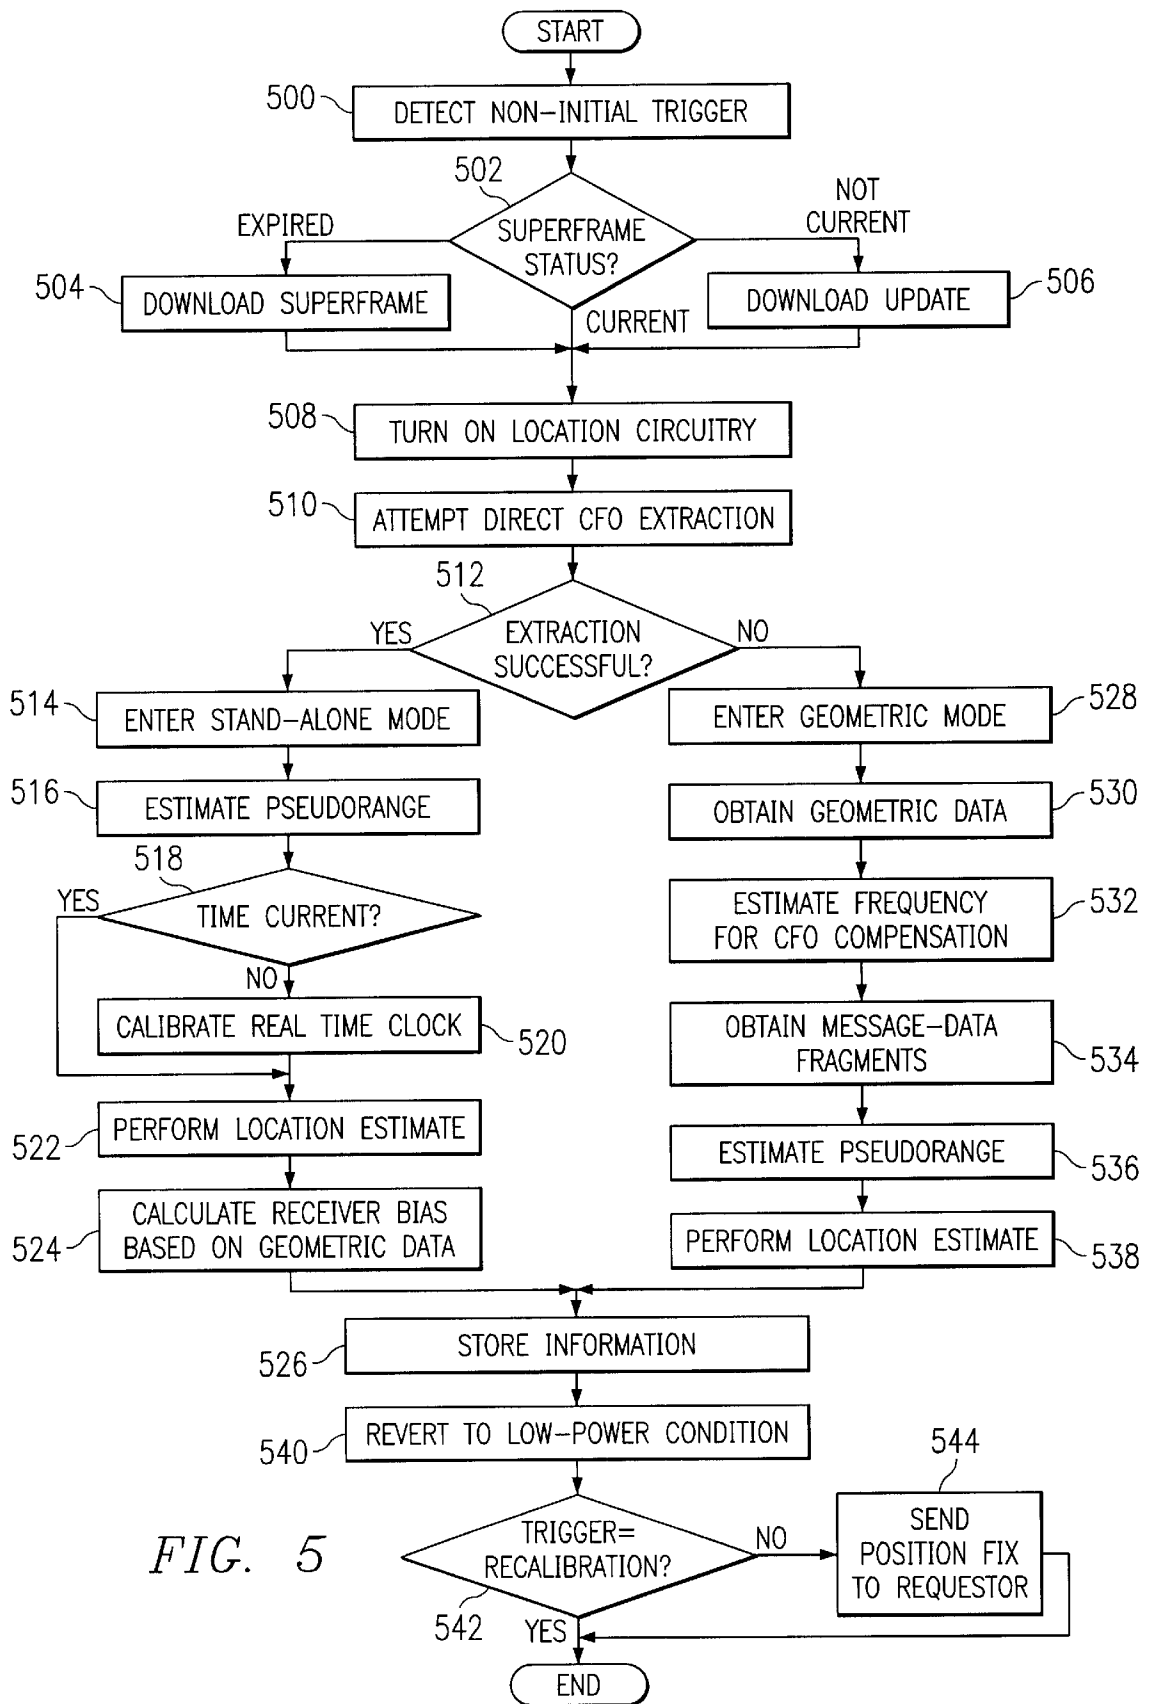 START
500
DETECT NON-INITIAL TRIGGER
502
SUPERFRAME
STATUS?
EXPIRED
NOT
CURRENT
504
DOWNLOAD SUPERFRAME
DOWNLOAD UPDATE
506
CURRENT
508
TURN ON LOCATION CIRCUITRY
510
ATTEMPT DIRECT CFO EXTRACTION
512
EXTRACTION
SUCCESSFUL?
YES
NO
514
ENTER STAND-ALONE MODE
516
ESTIMATE PSEUDORANGE
518
TIME CURRENT?
YES
NO
CALIBRATE REAL TIME CLOCK
520
522
PERFORM LOCATION ESTIMATE
524
CALCULATE RECEIVER BIAS
BASED ON GEOMETRIC DATA
ENTER GEOMETRIC MODE
528
OBTAIN GEOMETRIC DATA
530
ESTIMATE FREQUENCY
FOR CFO COMPENSATION
532
OBTAIN MESSAGE-DATA
FRAGMENTS
534
ESTIMATE PSEUDORANGE
536
PERFORM LOCATION ESTIMATE
538
526
STORE INFORMATION
540
REVERT TO LOW-POWER CONDITION
TRIGGER=
RECALIBRATION?
542
NO
544
SEND
POSITION FIX
TO REQUESTOR
YES
END
FIG. 5